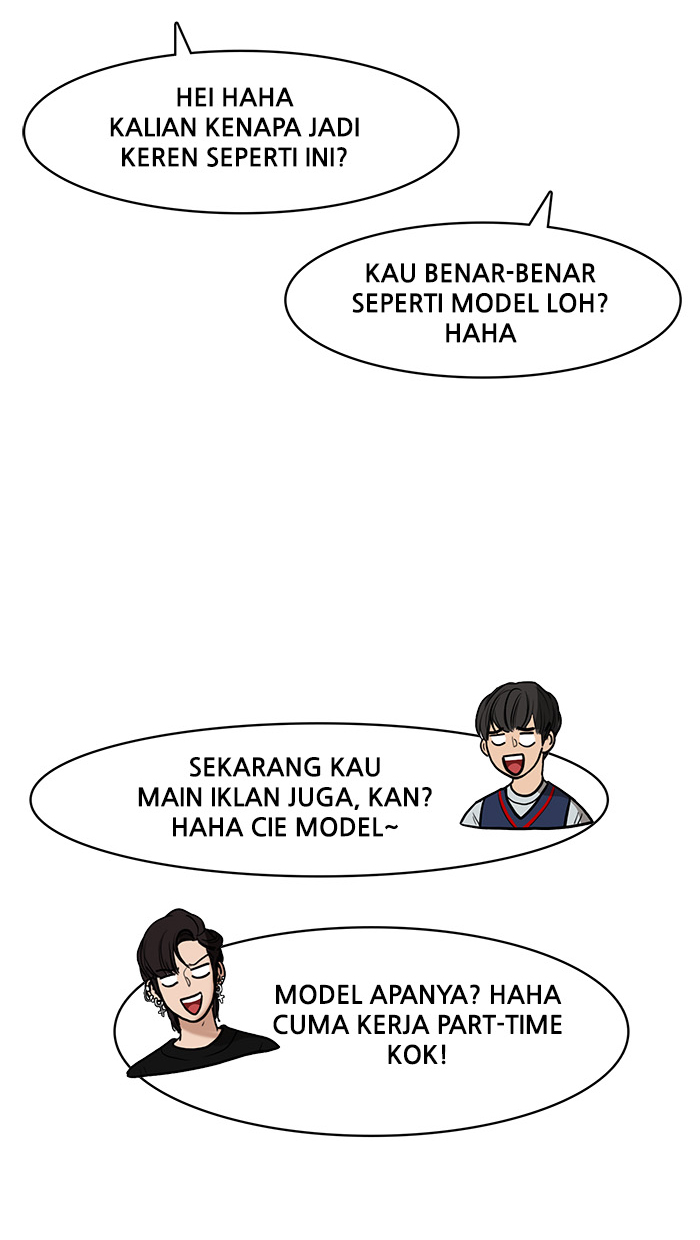 HEI HAHA
KALIAN KENAPA JADI
KEREN SEPERTI INI?
KAU BENAR-BENAR
SEPERTI MODEL LOH?
HAHA
SEKARANG KAU
MAIN IKLAN JUGA, KAN?
HAHA CIE MODEL~
MODEL APANYA? HAHA
CUMA KERJA PART-TIME
KOK!